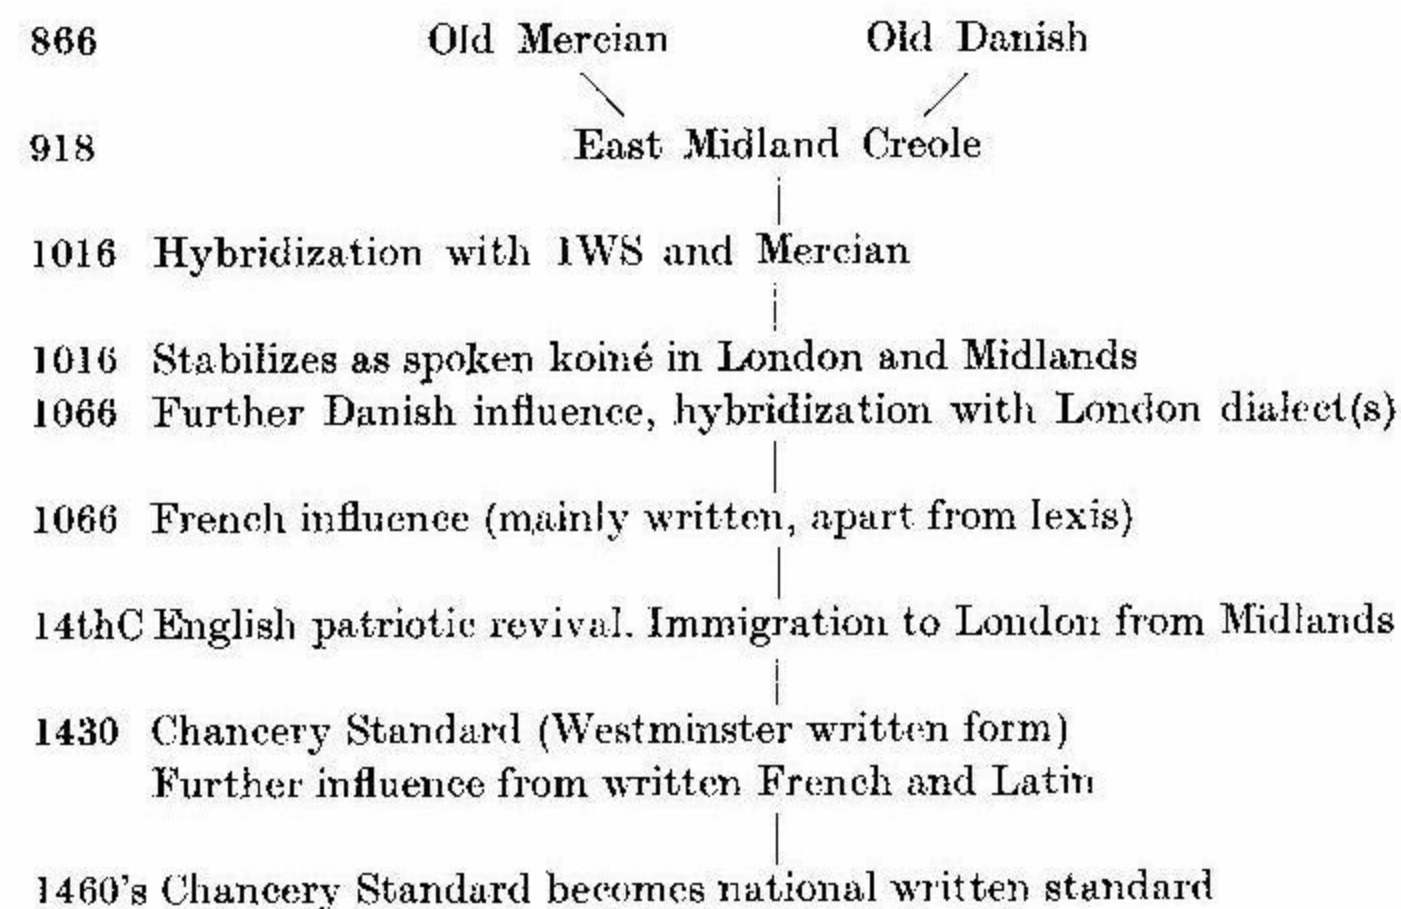 866 Old Mercian Old Danish
918 East Midland Creole
1016 Hybridization with lWS and Mercian
1016 Stabilizes as spoken koiné in London and Midlands
1066 Further Danish influence, hybridization with London dialect(s)
1066 French influence (mainly written, apart from lexis)
14thC English patriotic revival. Immigration to London from Midlands
1430 Chancery Standard (Westminster written form)
Further influence from written French and Latin
1460's Chancery Standard becomes national written standard